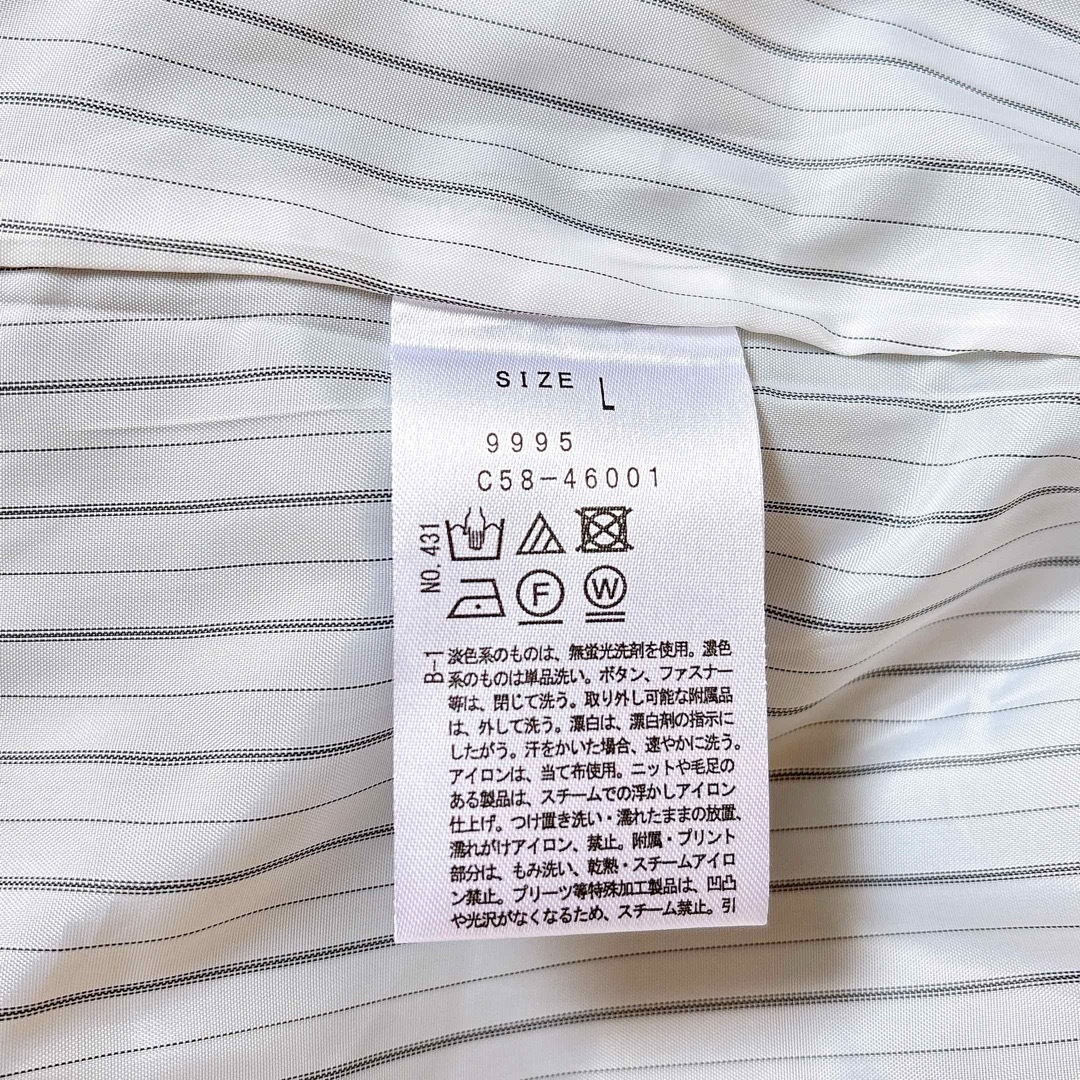 SIZE L
9995
C58-46001
NO.431
F
W
B-1
淡色系のものは、無蛍光洗剤を使用。濃色
系のものは単品洗い。ボタン、ファスナー
等は、閉じて洗う。取り外し可能な附属品
は、外して洗う。漂白は、漂白剤の指示に
したがう。汗をかいた場合、速やかに洗う。
アイロンは、当て布使用。ニットや毛足の
ある製品は、スチームでの浮かしアイロン
仕上げ。つけ置き洗い・濡れたままの放置、
濡れがけアイロン、禁止。附属・プリント
部分は、もみ洗い、乾熱・スチームアイロ
ン禁止。プリーツ等特殊加工製品は、凹凸
や光沢がなくなるため、スチーム禁止。引